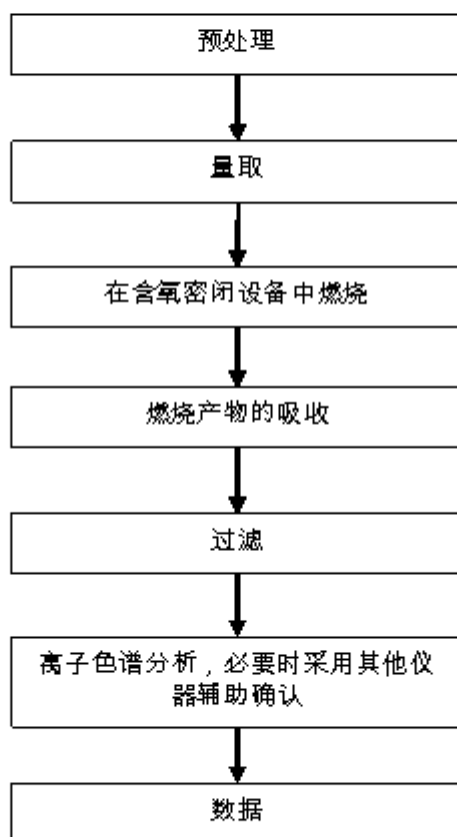 预处理
量取
在含氧密闭设备中燃烧
燃烧产物的吸收
过滤
离子色谱分析，必要时采用其他仪
器辅助确认
数据